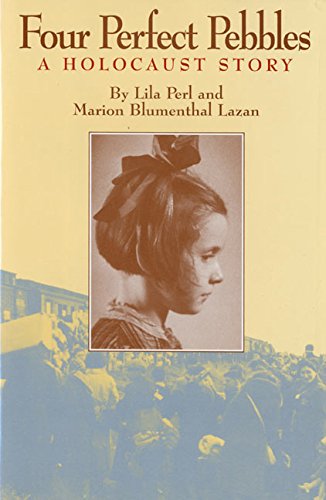 Four Perfect Pebbles
A HOLOCAUST STORY
By Lila Perl and
Marion Blumenthal Lazan